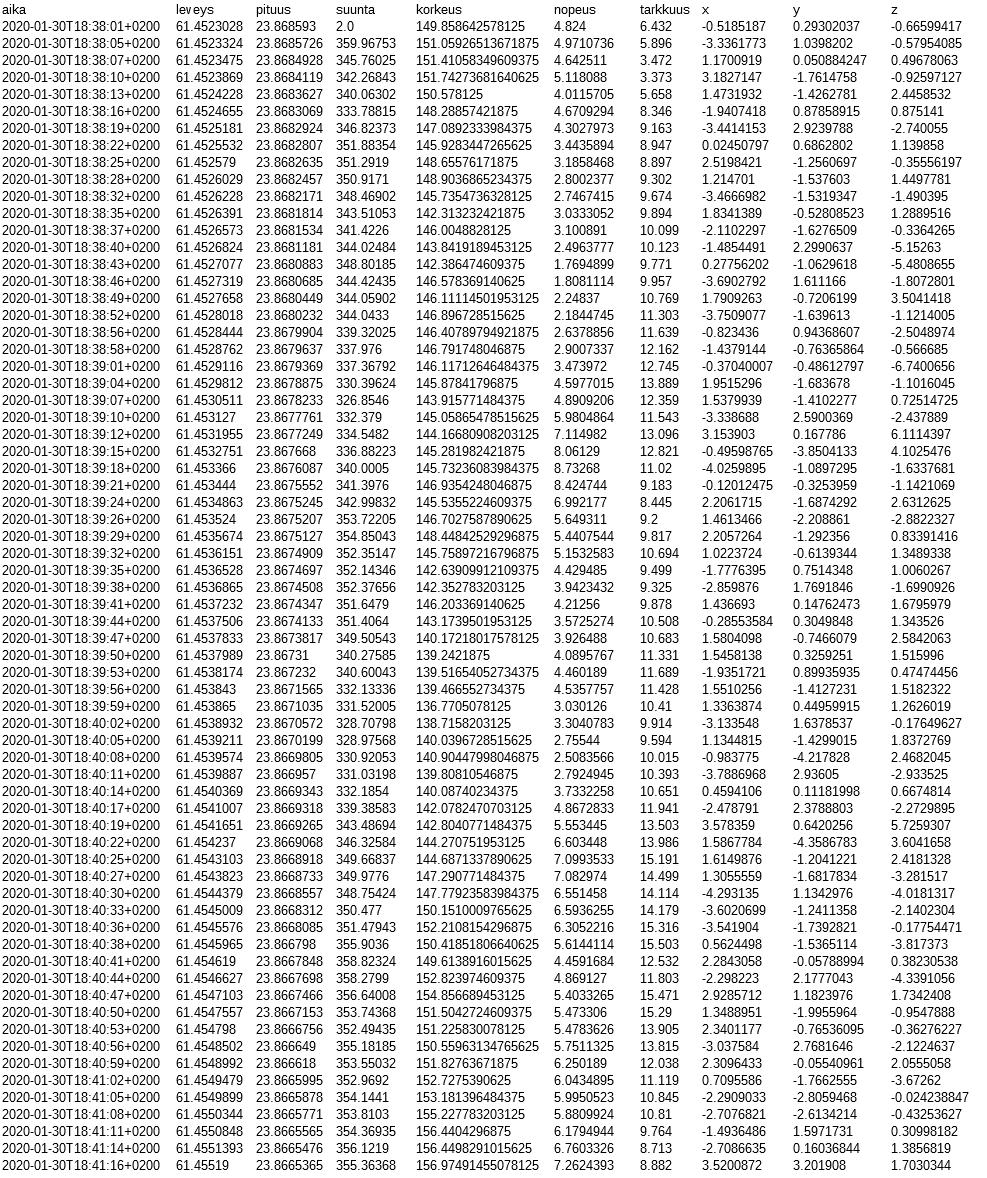 aika leveys pituus suunta korkeus nopeus tarkkuus x y z
2020-01-30T18:38:01+0200 61.4523028 23.868593 2.0 149.858642578125 4.824 6.432 -0.5185187 0.29302037 -0.66599417
2020-01-30T18:38:05+0200 61.4523324 23.8685726 359.96753 151.05926513671875 4.9710736 5.896 -3.3361773 1.0398202 -0.57954085
2020-01-30T18:38:07+0200 61.4523475 23.8684928 345.76025 151.41058349609375 4.642511 3.472 1.1700919 0.050884247 0.49678063
2020-01-30T18:38:10+0200 61.4523869 23.8684119 342.26843 151.74273681640625 5.118088 3.373 3.1827147 -1.7614758 -0.92597127
2020-01-30T18:38:13+0200 61.4524228 23.8683627 340.06302 150.578125 4.0115705 5.658 1.4731932 -1.4262781 2.4458532
2020-01-30T18:38:16+0200 61.4524655 23.8683069 333.78815 148.28857421875 4.6709294 8.346 -1.9407418 0.87858915 0.875141
2020-01-30T18:38:19+0200 61.4525181 23.8682924 346.82373 147.0892333984375 4.3027973 9.163 -3.4414153 2.9239788 -2.740055
2020-01-30T18:38:22+0200 61.4525532 23.8682807 351.88354 145.9283447265625 3.4435894 8.947 0.02450797 0.6862802 1.139858
2020-01-30T18:38:25+0200 61.452579 23.8682635 351.2919 148.65576171875 3.1858468 8.897 2.5198421 -1.2560697 -0.35556197
2020-01-30T18:38:28+0200 61.4526029 23.8682457 350.9171 148.9036865234375 2.8002377 9.302 1.214701 -1.537603 1.4497781
2020-01-30T18:38:32+0200 61.4526228 23.8682171 348.46902 145.7354736328125 2.7467415 9.674 -3.4666982 -1.5319347 -1.490395
2020-01-30T18:38:35+0200 61.4526391 23.8681814 343.51053 142.313232421875 3.0333052 9.894 1.8341389 -0.52808523 1.2889516
2020-01-30T18:38:37+0200 61.4526573 23.8681534 341.4226 146.0048828125 3.100891 10.099 -2.1102297 -1.6276509 -0.3364265
2020-01-30T18:38:40+0200 61.4526824 23.8681181 344.02484 143.8419189453125 2.4963777 10.123 -1.4854491 2.2990637 -5.15263
2020-01-30T18:38:43+0200 61.4527077 23.8680883 348.80185 142.386474609375 1.7694899 9.771 0.27756202 -1.0629618 -5.4808655
2020-01-30T18:38:46+0200 61.4527319 23.8680685 344.42435 146.578369140625 1.8081114 9.957 -3.6902792 1.611166 -1.8072801
2020-01-30T18:38:49+0200 61.4527658 23.8680449 344.05902 146.11114501953125 2.24837 10.769 1.7909263 -0.7206199 3.5041418
2020-01-30T18:38:52+0200 61.4528018 23.8680232 344.0433 146.896728515625 2.1844745 11.303 -3.7509077 -1.639613 -1.1214005
2020-01-30T18:38:56+0200 61.4528444 23.8679904 339.32025 146.40789794921875 2.6378856 11.639 -0.823436 0.94368607 -2.5048974
2020-01-30T18:38:58+0200 61.4528762 23.8679637 337.976 146.791748046875 2.9007337 12.162 -1.4379144 -0.76365864 -0.566685
2020-01-30T18:39:01+0200 61.4529116 23.8679369 337.36792 146.11712646484375 3.473972 12.745 -0.37040007 -0.48612797 -6.7400656
2020-01-30T18:39:04+0200 61.4529812 23.8678875 330.39624 145.87841796875 4.5977015 13.889 1.9515296 -1.683678 -1.1016045
2020-01-30T18:39:07+0200 61.4530511 23.8678233 326.8546 143.915771484375 4.8909206 12.359 1.5379939 -1.4102277 0.72514725
2020-01-30T18:39:10+0200 61.453127 23.8677761 332.379 145.05865478515625 5.9804864 11.543 -3.338688 2.5900369 -2.437889
2020-01-30T18:39:12+0200 61.4531955 23.8677249 334.5482 144.16680908203125 7.114982 13.096 3.153903 0.167786 6.1114397
2020-01-30T18:39:15+0200 61.4532751 23.867668 336.88223 145.281982421875 8.06129 12.821 -0.49598765 -3.8504133 4.1025476
2020-01-30T18:39:18+0200 61.453366 23.8676087 340.0005 145.73236083984375 8.73268 11.02 -4.0259895 -1.0897295 -1.6337681
2020-01-30T18:39:21+0200 61.453444 23.8675552 341.3976 146.9354248046875 8.424744 9.183 -0.12012475 -0.3253959 -1.1421069
2020-01-30T18:39:24+0200 61.4534863 23.8675245 342.99832 145.5355224609375 6.992177 8.445 2.2061715 -1.6874292 2.6312625
2020-01-30T18:39:26+0200 61.453524 23.8675207 353.72205 146.7027587890625 5.649311 9.2 1.4613466 -2.208861 -2.8822327
2020-01-30T18:39:29+0200 61.4535674 23.8675127 354.85043 148.44842529296875 5.4407544 9.817 2.2057264 -1.292356 0.83391416
2020-01-30T18:39:32+0200 61.4536151 23.8674909 352.35147 145.75897216796875 5.1532583 10.694 1.0223724 -0.6139344 1.3489338
2020-01-30T18:39:35+0200 61.4536528 23.8674697 352.14346 142.63909912109375 4.429485 9.499 -1.7776395 0.7514348 1.0060267
2020-01-30T18:39:38+0200 61.4536865 23.8674508 352.37656 142.352783203125 3.9423432 9.325 -2.859876 1.7691846 -1.6990926
2020-01-30T18:39:41+0200 61.4537232 23.8674347 351.6479 146.203369140625 4.21256 9.878 1.436693 0.14762473 1.6795979
2020-01-30T18:39:44+0200 61.4537506 23.8674133 351.4064 143.1739501953125 3.5725274 10.508 -0.28553584 0.3049848 1.343526
2020-01-30T18:39:47+0200 61.4537833 23.8673817 349.50543 140.17218017578125 3.926488 10.683 1.5804098 -0.7466079 2.5842063
2020-01-30T18:39:50+0200 61.4537989 23.86731 340.27585 139.2421875 4.0895767 11.331 1.5458138 0.3259251 1.515996
2020-01-30T18:39:53+0200 61.4538174 23.867232 340.60043 139.51654052734375 4.460189 11.689 -1.9351721 0.89935935 0.47474456
2020-01-30T18:39:56+0200 61.453843 23.8671565 332.13336 139.466552734375 4.5357757 11.428 1.5510256 -1.4127231 1.5182322
2020-01-30T18:39:59+0200 61.453865 23.8671035 331.52005 136.7705078125 3.030126 10.41 1.3363874 0.44959915 1.2626019
2020-01-30T18:40:02+0200 61.4538932 23.8670572 328.70798 138.7158203125 3.3040783 9.914 -3.133548 1.6378537 -0.17649627
2020-01-30T18:40:05+0200 61.4539211 23.8670199 328.97568 140.0396728515625 2.75544 9.594 1.1344815 -1.4299015 1.8372769
2020-01-30T18:40:08+0200 61.4539574 23.8669805 330.92053 140.90447998046875 2.5083566 10.015 -0.983775 -4.217828 2.4682045
2020-01-30T18:40:11+0200 61.4539887 23.866957 331.03198 139.80810546875 2.7924945 10.393 -3.7886968 2.93605 -2.933525
2020-01-30T18:40:14+0200 61.4540369 23.8669343 332.1854 140.08740234375 3.7332258 10.651 0.4594106 0.11181998 0.6674814
2020-01-30T18:40:17+0200 61.4541007 23.8669318 339.38583 142.0782470703125 4.8672833 11.941 -2.478791 2.3788803 -2.2729895
2020-01-30T18:40:19+0200 61.4541651 23.8669265 343.48694 142.8040771484375 5.553445 13.503 3.578359 0.6420256 5.7259307
2020-01-30T18:40:22+0200 61.454237 23.8669068 346.32584 144.270751953125 6.603448 13.986 1.5867784 -4.3586783 3.6041658
2020-01-30T18:40:25+0200 61.4543103 23.8668918 349.66837 144.6871337890625 7.0993533 15.191 1.6149876 -1.2041221 2.4181328
2020-01-30T18:40:27+0200 61.4543823 23.8668733 349.9776 147.290771484375 7.082974 14.499 1.3055559 -1.6817834 -3.281517
2020-01-30T18:40:30+0200 61.4544379 23.8668557 348.75424 147.77923583984375 6.551458 14.114 -4.293135 1.1342976 -4.0181317
2020-01-30T18:40:33+0200 61.4545009 23.8668312 350.477 150.1510009765625 6.5936255 14.179 -3.6020699 -1.2411358 -2.1402304
2020-01-30T18:40:36+0200 61.4545576 23.8668085 351.47943 152.2108154296875 6.3052216 15.316 -3.541904 -1.7392821 -0.17754471
2020-01-30T18:40:38+0200 61.4545965 23.866798 355.9036 150.41851806640625 5.6144114 15.503 0.5624498 -1.5365114 -3.817373
2020-01-30T18:40:41+0200 61.454619 23.8667848 358.82324 149.6138916015625 4.4591684 12.532 2.2843058 -0.05788994 0.38230538
2020-01-30T18:40:44+0200 61.4546627 23.8667698 358.2799 152.823974609375 4.869127 11.803 -2.298223 2.1777043 -4.3391056
2020-01-30T18:40:47+0200 61.4547103 23.8667466 356.64008 154.856689453125 5.4033265 15.471 2.9285712 1.1823976 1.7342408
2020-01-30T18:40:50+0200 61.4547557 23.8667153 353.74368 151.5042724609375 5.473306 15.29 1.3488951 -1.9955964 -0.9547888
2020-01-30T18:40:53+0200 61.454798 23.8666756 352.49435 151.225830078125 5.4783626 13.905 2.3401177 -0.76536095 -0.36276227
2020-01-30T18:40:56+0200 61.4548502 23.866649 355.18185 150.55963134765625 5.7511325 13.815 -3.037584 2.7681646 -2.1224637
2020-01-30T18:40:59+0200 61.4548992 23.866618 353.55032 151.82763671875 6.250189 12.038 2.3096433 -0.05540961 2.0555058
2020-01-30T18:41:02+0200 61.4549479 23.8665995 352.9692 152.7275390625 6.0434895 11.119 0.7095586 -1.7662555 -3.67262
2020-01-30T18:41:05+0200 61.4549899 23.8665878 354.1441 153.181396484375 5.9950523 10.845 -2.2909033 -2.8059468 -0.024238847
2020-01-30T18:41:08+0200 61.4550344 23.8665771 353.8103 155.227783203125 5.8809924 10.81 -2.7076821 -2.6134214 -0.43253627
2020-01-30T18:41:11+0200 61.4550848 23.8665565 354.36935 156.4404296875 6.1794944 9.764 -1.4936486 1.5971731 0.30998182
2020-01-30T18:41:14+0200 61.4551393 23.8665476 356.1219 156.4498291015625 6.7603326 8.713 -2.7086635 0.16036844 1.3856819
2020-01-30T18:41:16+0200 61.45519 23.8665365 355.36368 156.97491455078125 7.2624393 8.882 3.5200872 3.201908 1.7030344